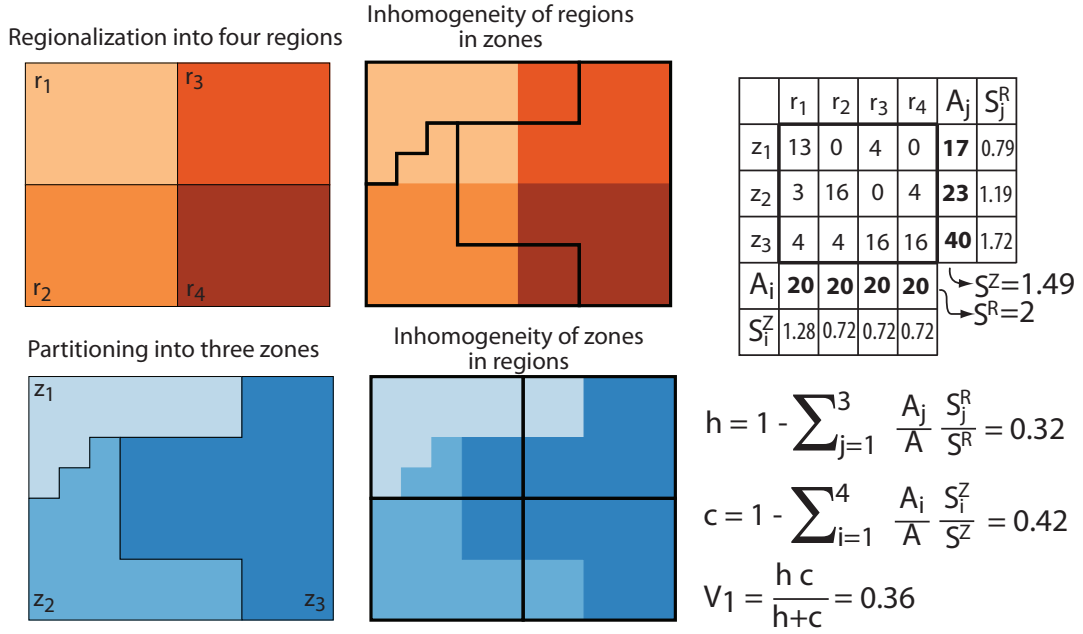 Regionalization into four regions
r1 r3
r2 r4
Inhomogeneity of regions
in zones
Partitioning into three zones
z1
z2 z3
Inhomogeneity of zones
in regions
r1 r2 r3 r4 Aj SjR
z1 13 0 4 0 17 0.79
z2 3 16 0 4 23 1.19
z3 4 4 16 16 40 1.72
Ai 20 20 20 20 SZ=1.49
SR=2
SiZ 1.28 0.72 0.72 0.72
h = 1 - ∑j=1^3 Aj/A SjR/SR = 0.32
c = 1 - ∑i=1^4 Ai/A SiZ/SZ = 0.42
V1 = h c/h+c = 0.36